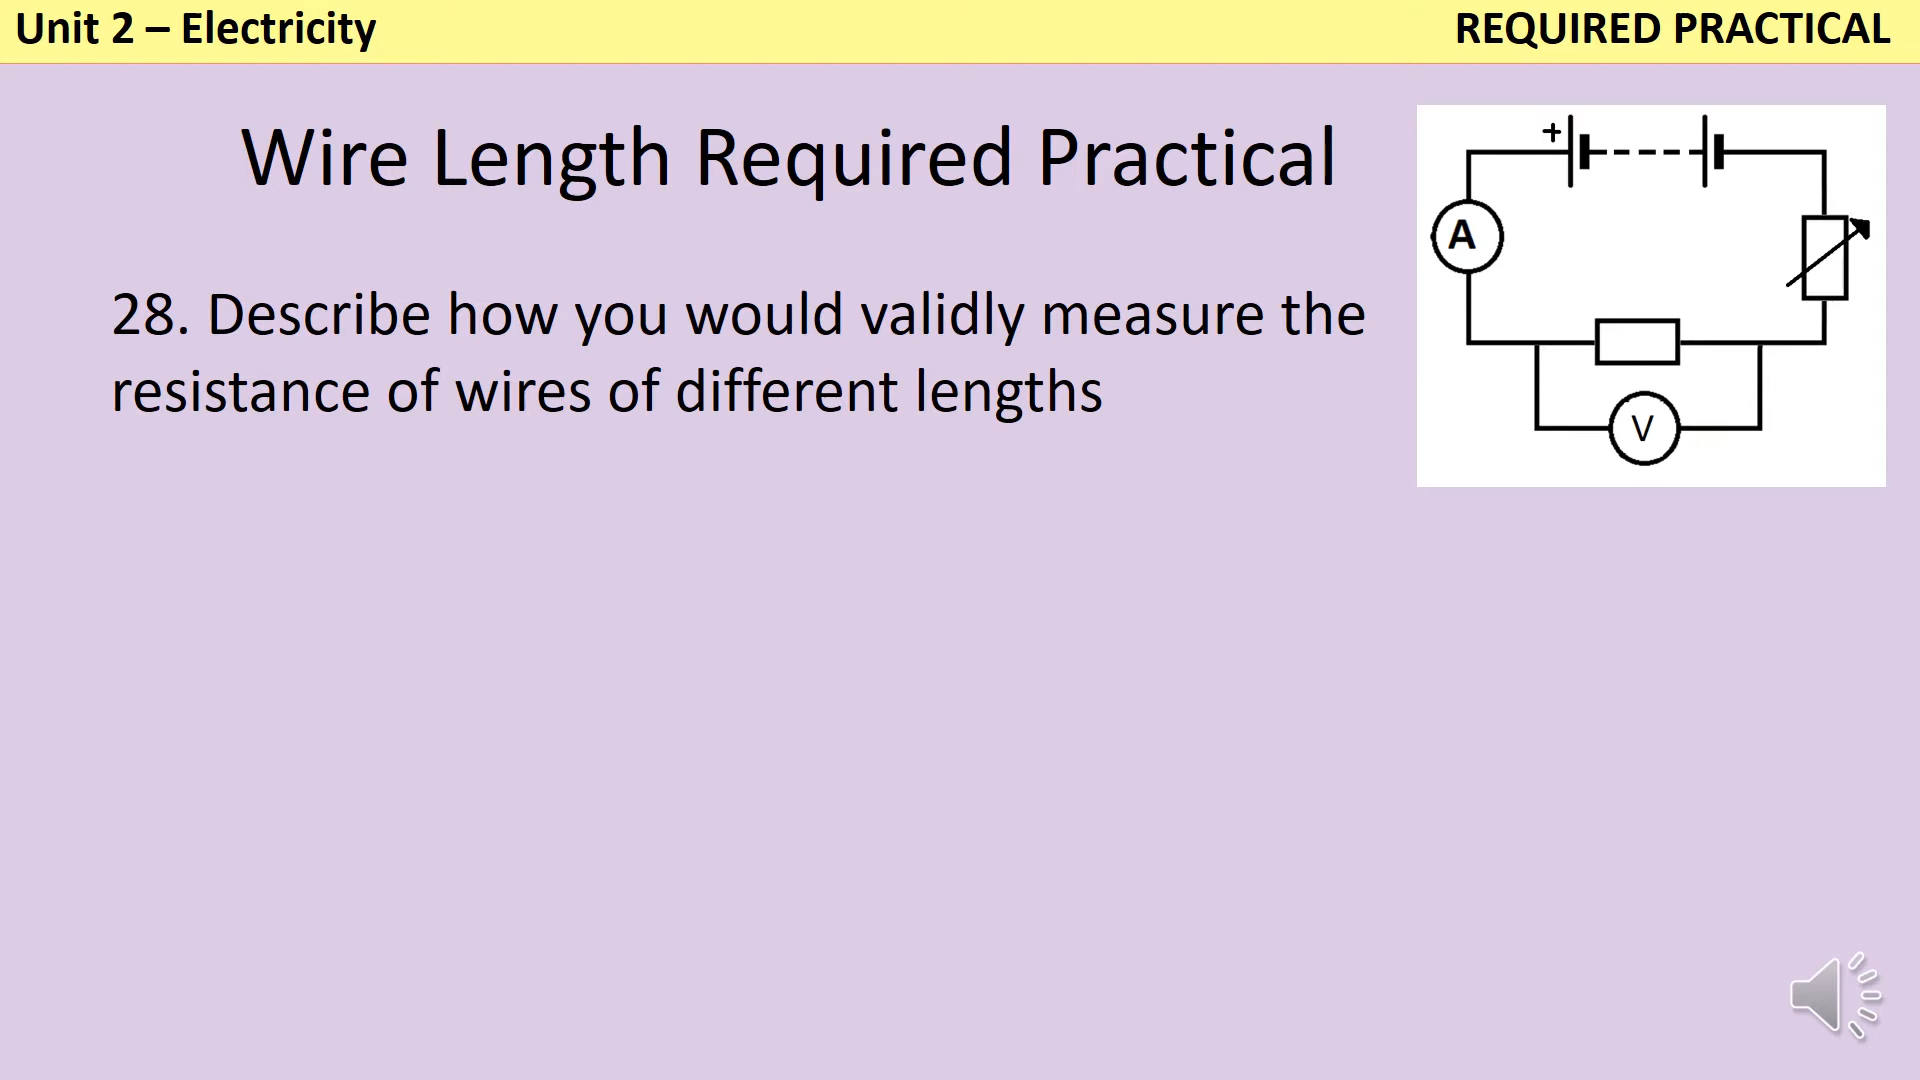 Unit 2 – Electricity
REQUIRED PRACTICAL
Wire Length Required Practical
28. Describe how you would validly measure the
resistance of wires of different lengths
+
A
V